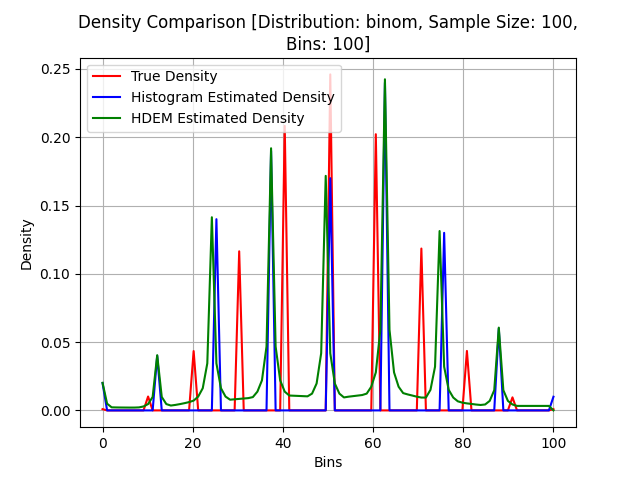 Density Comparison [Distribution: binom, Sample Size: 100,
Bins: 100]
True Density
Histogram Estimated Density
HDEM Estimated Density
Density
0.25
0.20
0.15
0.10
0.05
0.00
0 20 40 60 80 100
Bins